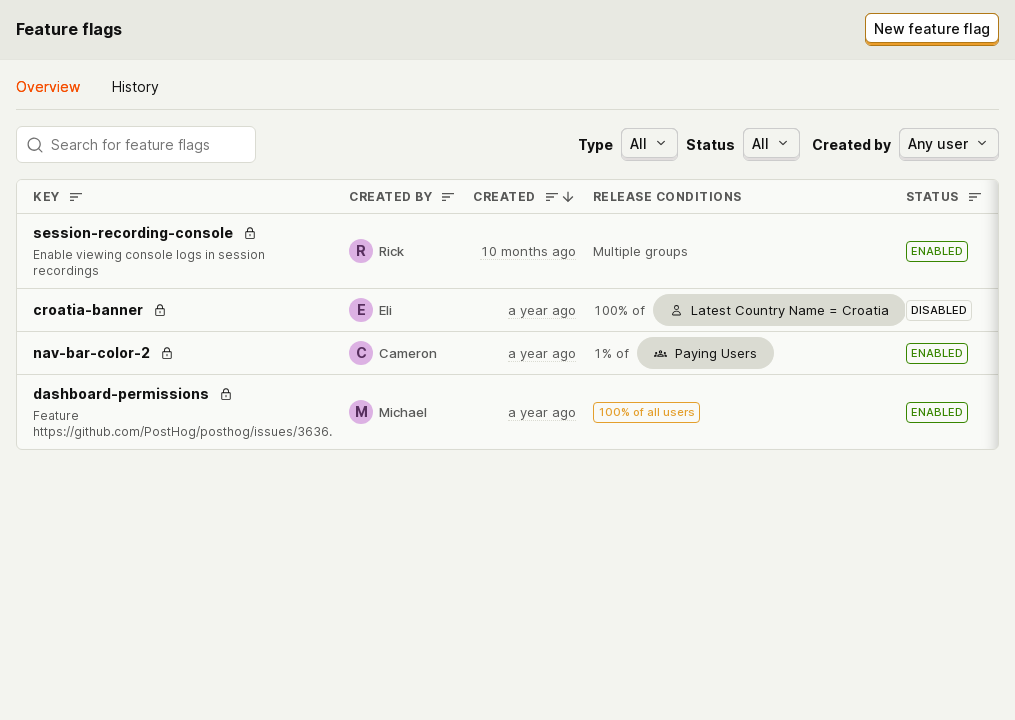 Feature flags
New feature flag
Overview
History
Search for feature flags
Type
All
Status
All
Created by
Any user
KEY
CREATED BY
CREATED
RELEASE CONDITIONS
STATUS
session-recording-console
Enable viewing console logs in session
recordings
R
Rick
10 months ago
Multiple groups
ENABLED
croatia-banner
E
Eli
a year ago
100% of
Latest Country Name = Croatia
DISABLED
nav-bar-color-2
C
Cameron
a year ago
1% of
Paying Users
ENABLED
dashboard-permissions
Feature
https://github.com/PostHog/posthog/issues/3636.
M
Michael
a year ago
100% of all users
ENABLED